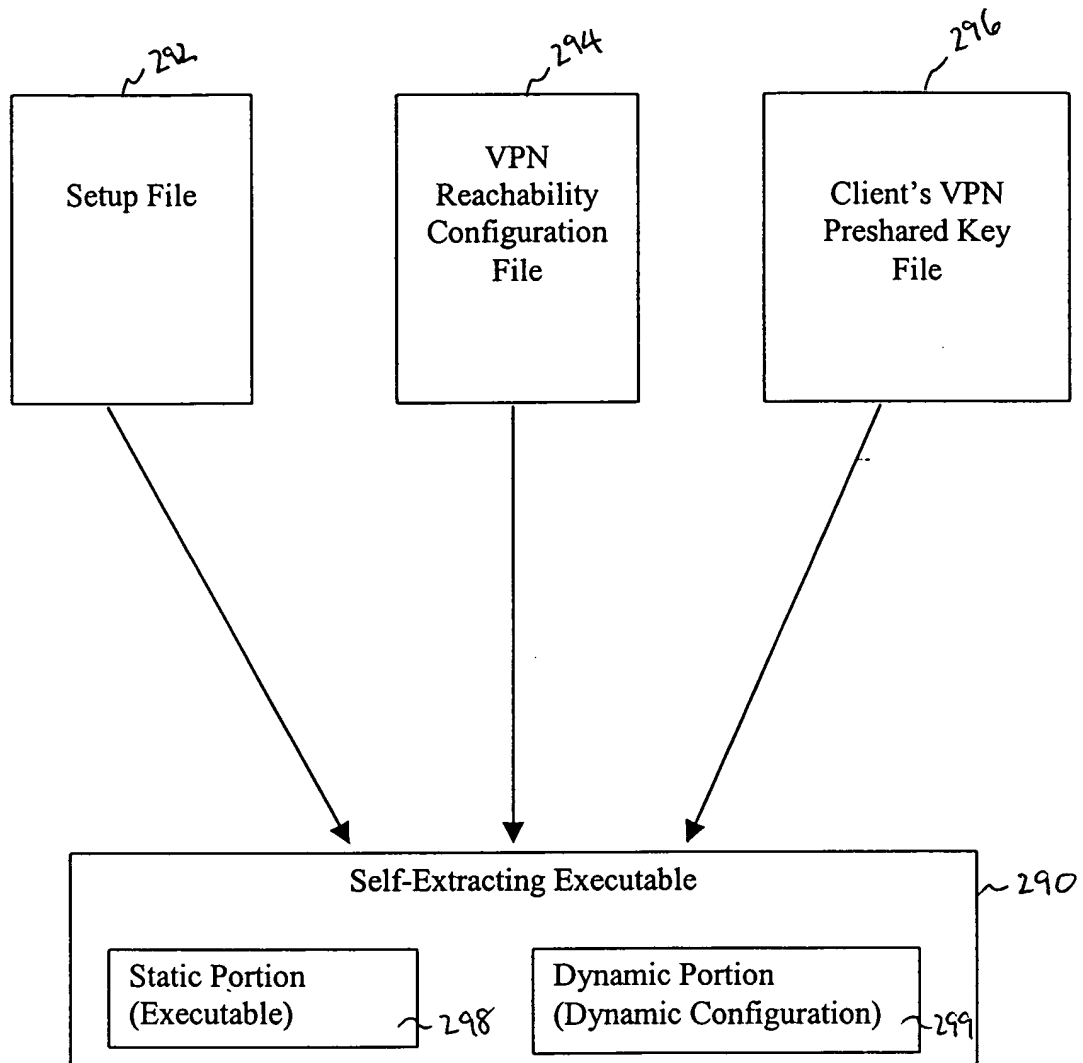 292
294
296
Setup File
VPN
Reachability
Configuration
File
Client's VPN
Preshared Key
File
Self-Extracting Executable
290
Static Portion
(Executable)
298
Dynamic Portion
(Dynamic Configuration)
299